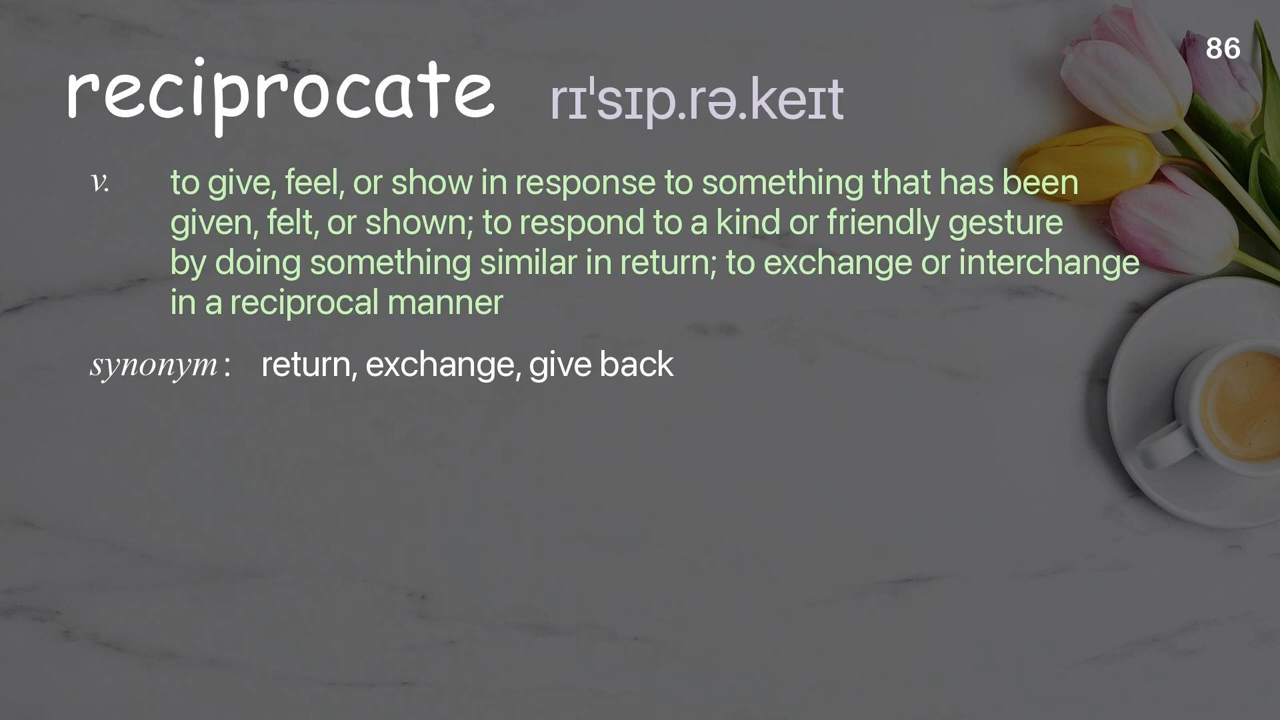 86
reciprocate rɪˈsɪp.rə.keɪt
v. to give, feel, or show in response to something that has been
given, felt, or shown; to respond to a kind or friendly gesture
by doing something similar in return; to exchange or interchange
in a reciprocal manner
synonym : return, exchange, give back